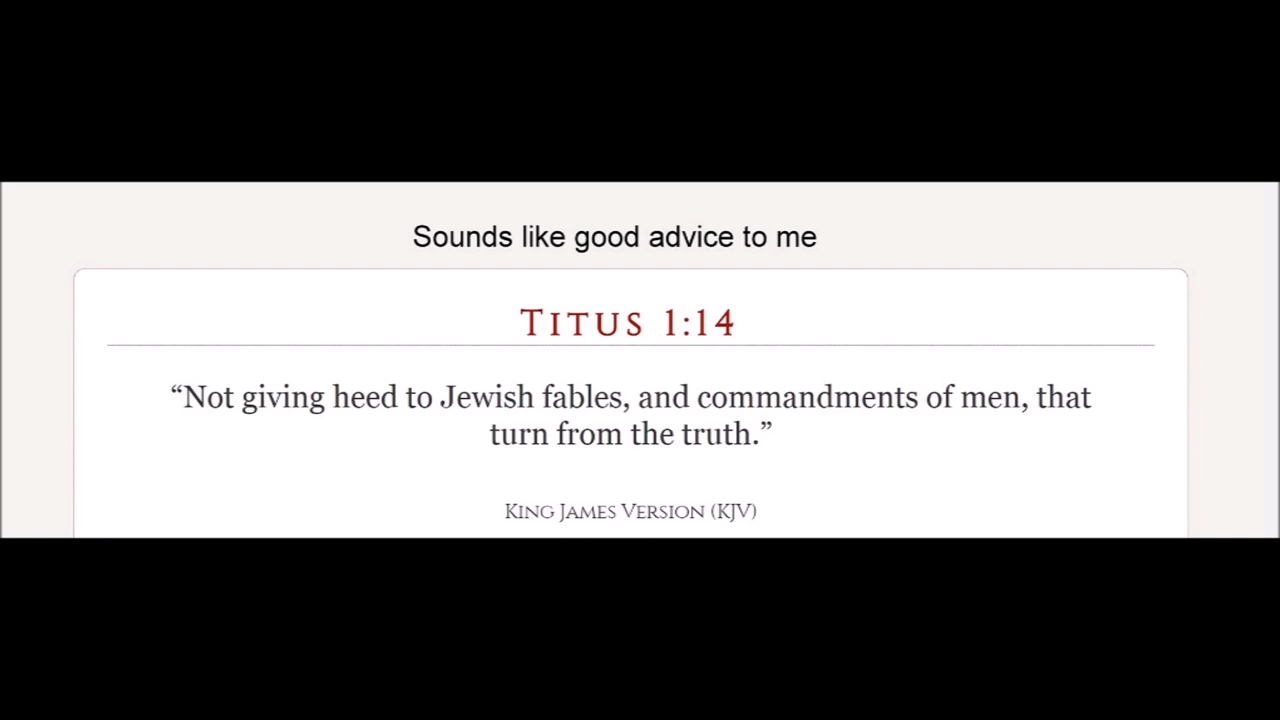 Sounds like good advice to me
TITUS 1:14
“Not giving heed to Jewish fables, and commandments of men, that
turn from the truth.”
KING JAMES VERSION (KJV)